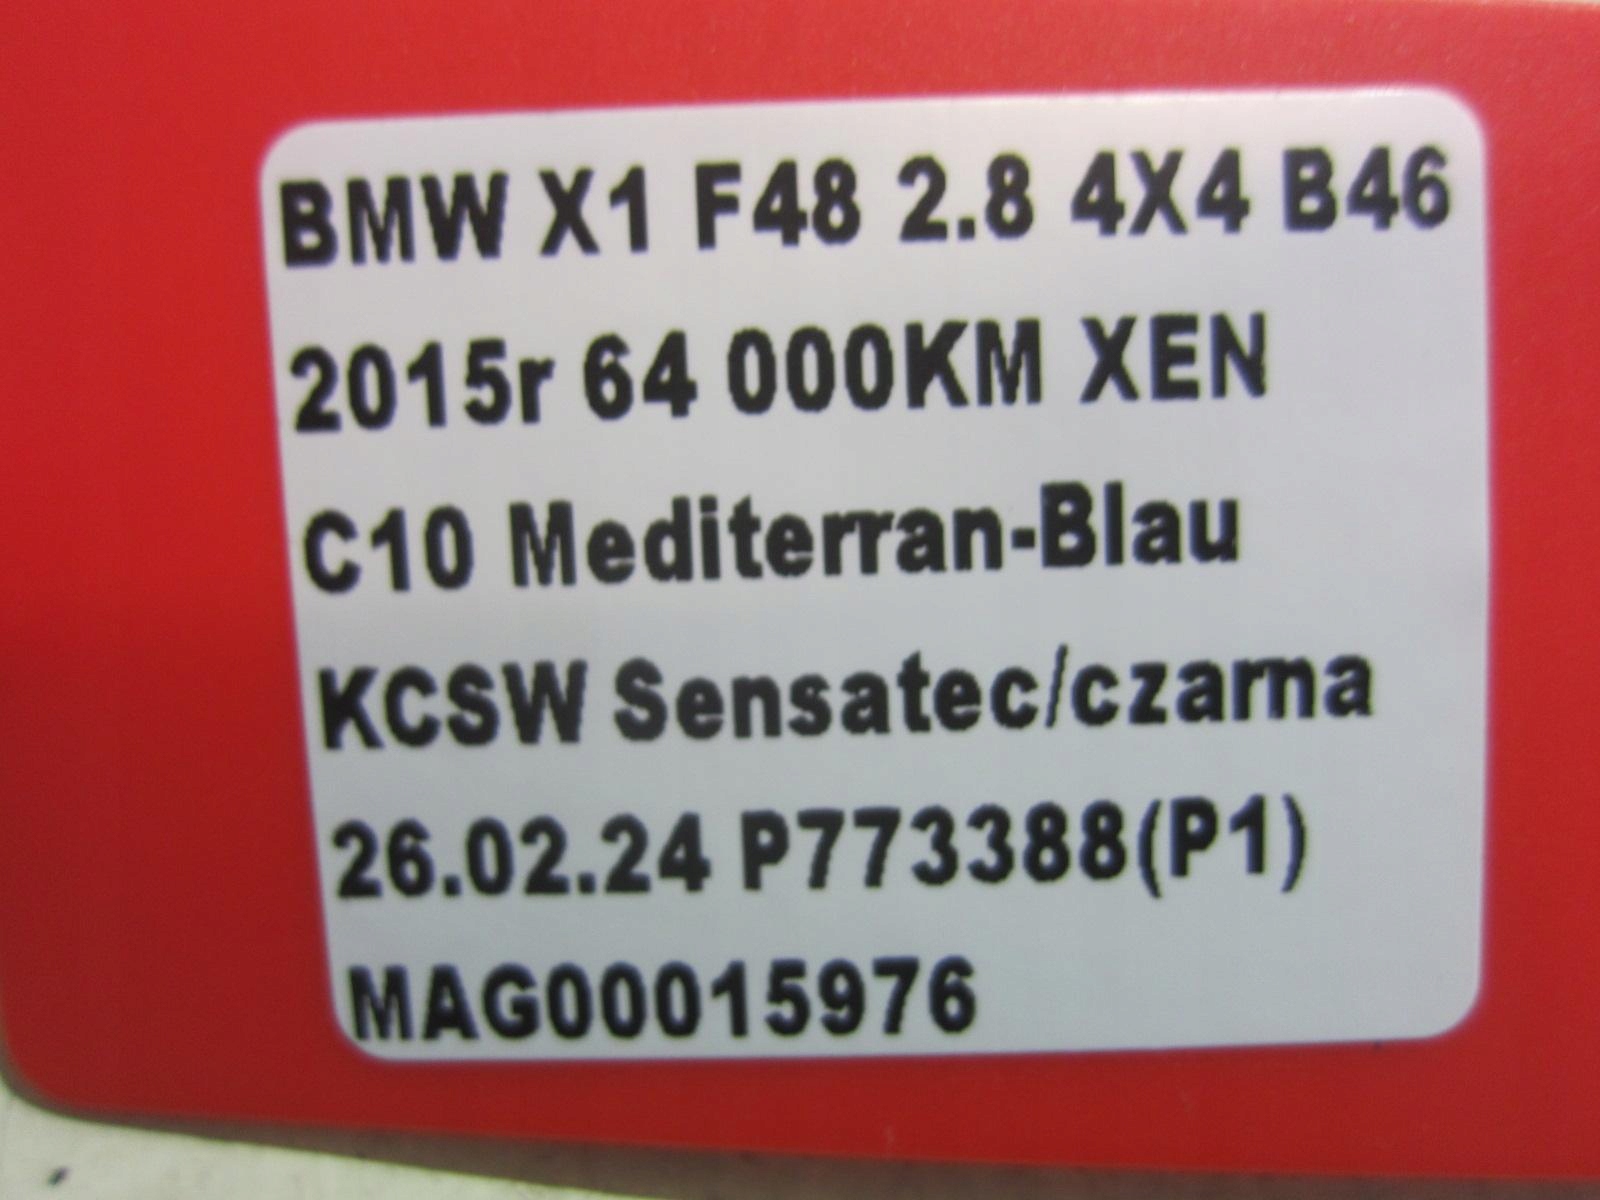 BMW X1 F48 2.8 4X4 B46
2015r 64 000KM XEN
C10 Mediterran-Blau
KCSW Sensatec/czarna
26.02.24 P773388(P1)
MAG00015976